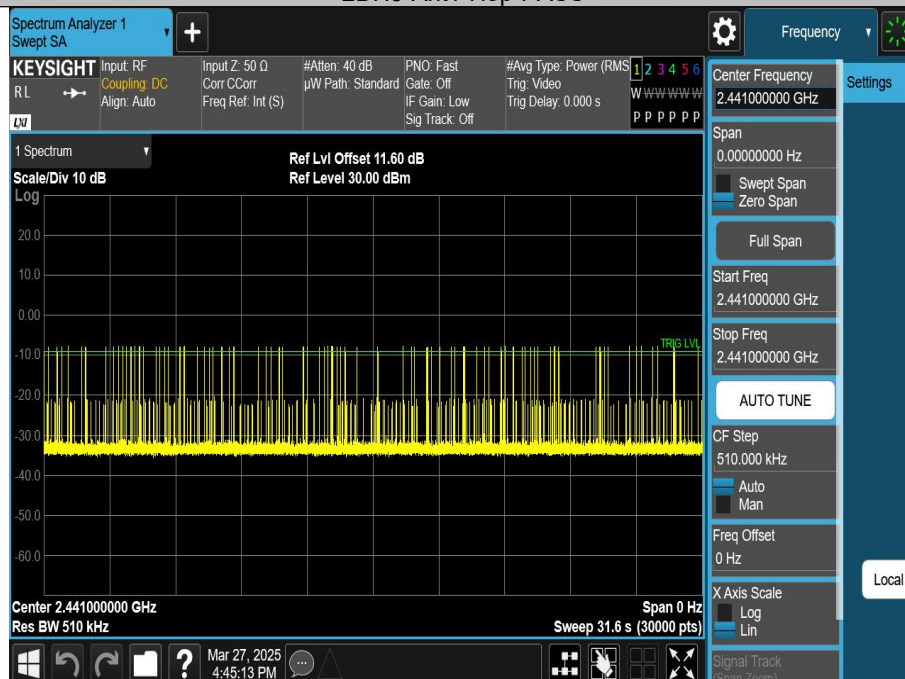 Spectrum Analyzer 1
Swept SA
Frequency
KEYSIGHT
RL
LXI
Input: RF
Coupling: DC
Align: Auto
Input Z: 50 Ω
Corr CCorr
Freq Ref: Int (S)
#Atten: 40 dB
µW Path: Standard
PNO: Fast
Gate: Off
IF Gain: Low
Sig Track: Off
#Avg Type: Power (RMS
Trig: Video
Trig Delay: 0.000 s
1 2 3 4 5 6
W W W W W W
P P P P P P
1 Spectrum
Scale/Div 10 dB
Ref Lvl Offset 11.60 dB
Ref Level 30.00 dBm
Log
20.0
10.0
0.00
TRIG LVL
-10.0
-20.0
-30.0
-40.0
-50.0
-60.0
Center 2.441000000 GHz
Res BW 510 kHz
Span 0 Hz
Sweep 31.6 s (30000 pts)
Mar 27, 2025
4:45:13 PM
Center Frequency
2.441000000 GHz
Settings
Span
0.00000000 Hz
Swept Span
Zero Span
Full Span
Start Freq
2.441000000 GHz
Stop Freq
2.441000000 GHz
AUTO TUNE
CF Step
510.000 kHz
Auto
Man
Freq Offset
0 Hz
Local
X Axis Scale
Log
Lin
Signal Track
(Span Zoom)